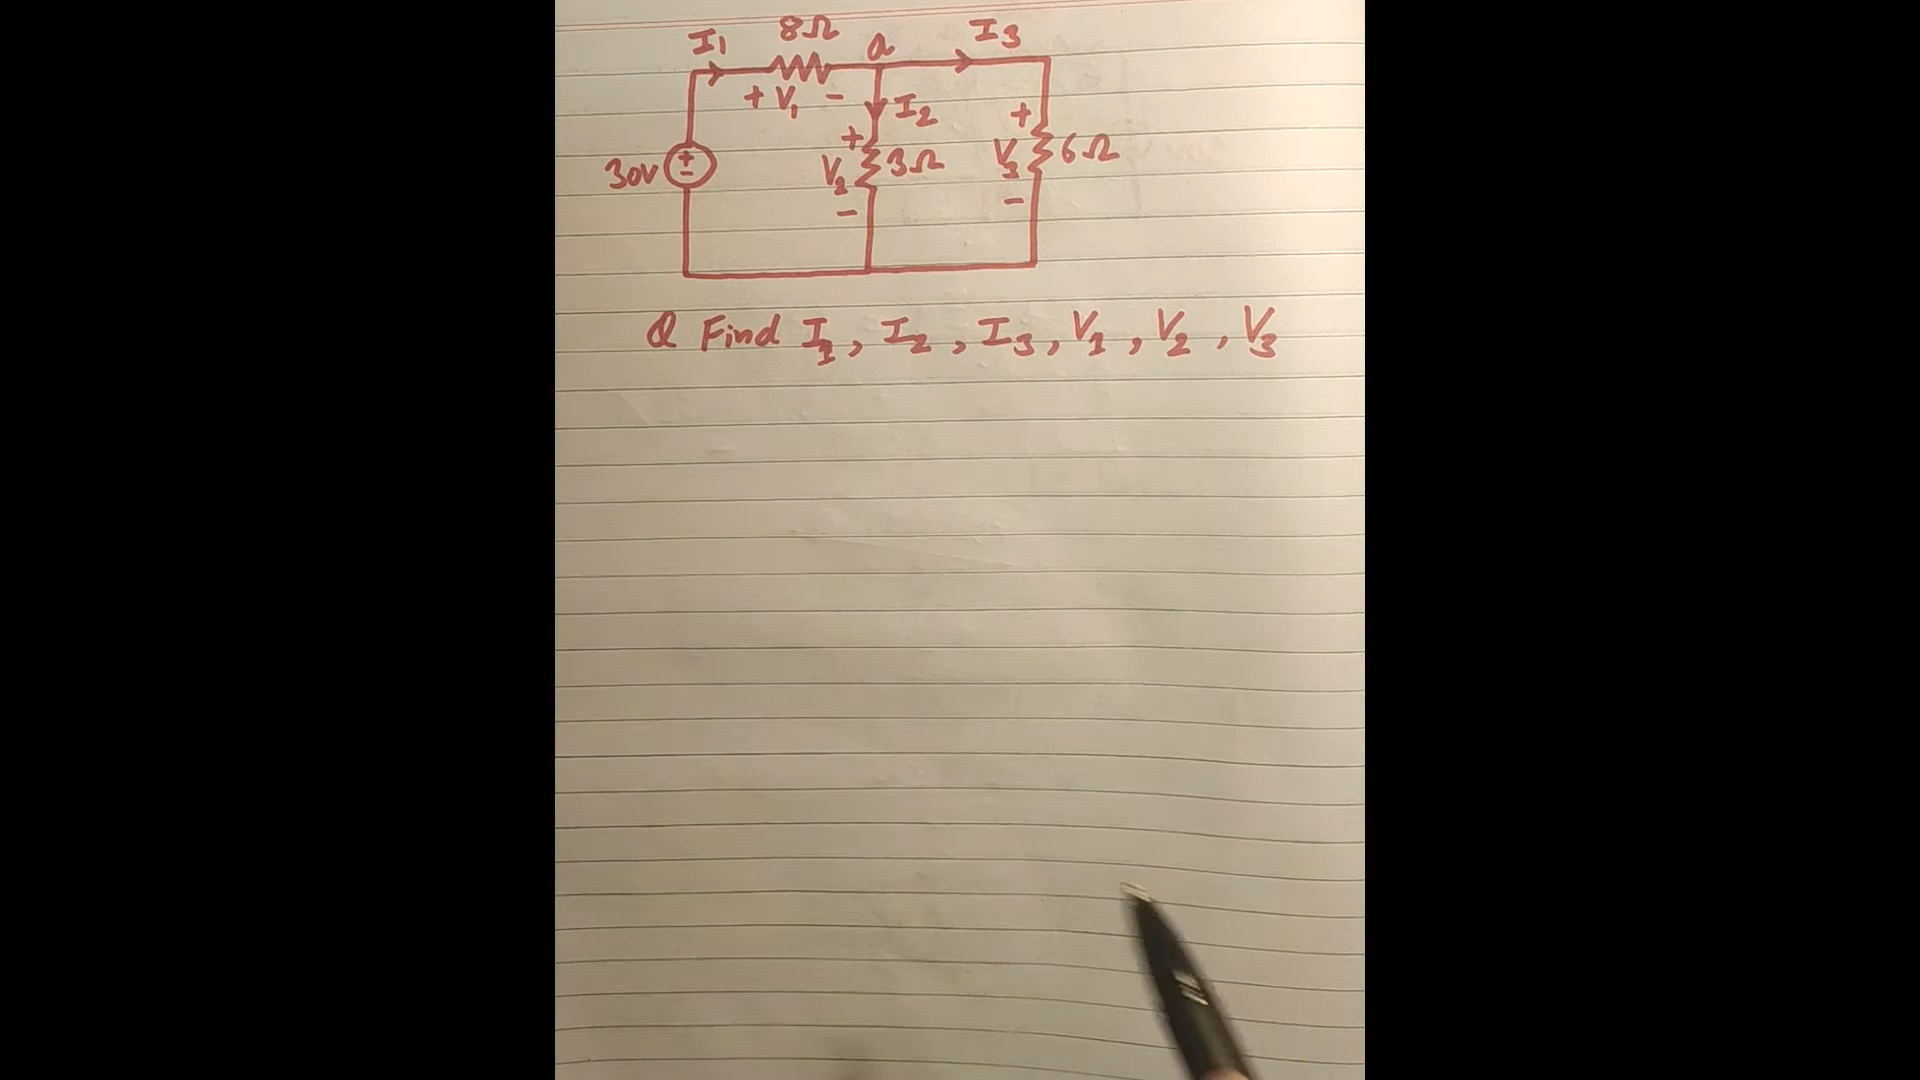 I1 8Ω a I3
+ V1 - I2
+ +
30V + - V2 3Ω V3 6Ω
- -
Q Find I1, I2, I3, V1, V2, V3